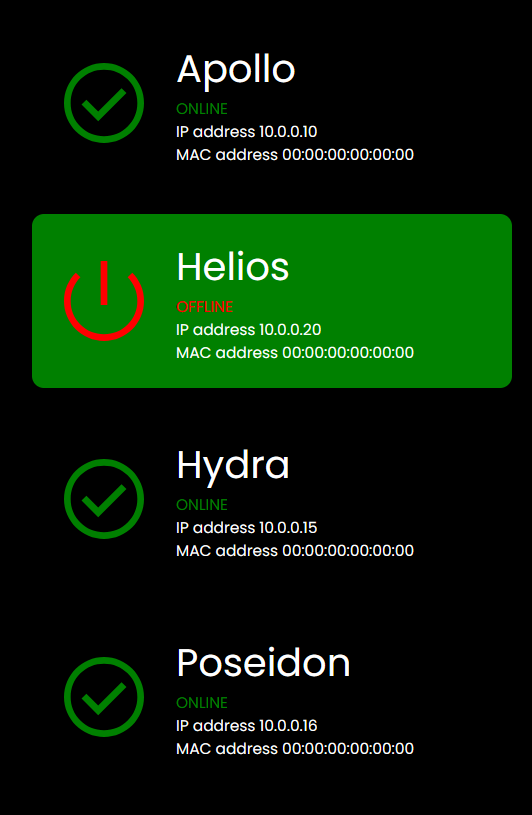 Apollo
ONLINE
IP address 10.0.0.10
MAC address 00:00:00:00:00:00
Helios
OFFLINE
IP address 10.0.0.20
MAC address 00:00:00:00:00:00
Hydra
ONLINE
IP address 10.0.0.15
MAC address 00:00:00:00:00:00
Poseidon
ONLINE
IP address 10.0.0.16
MAC address 00:00:00:00:00:00